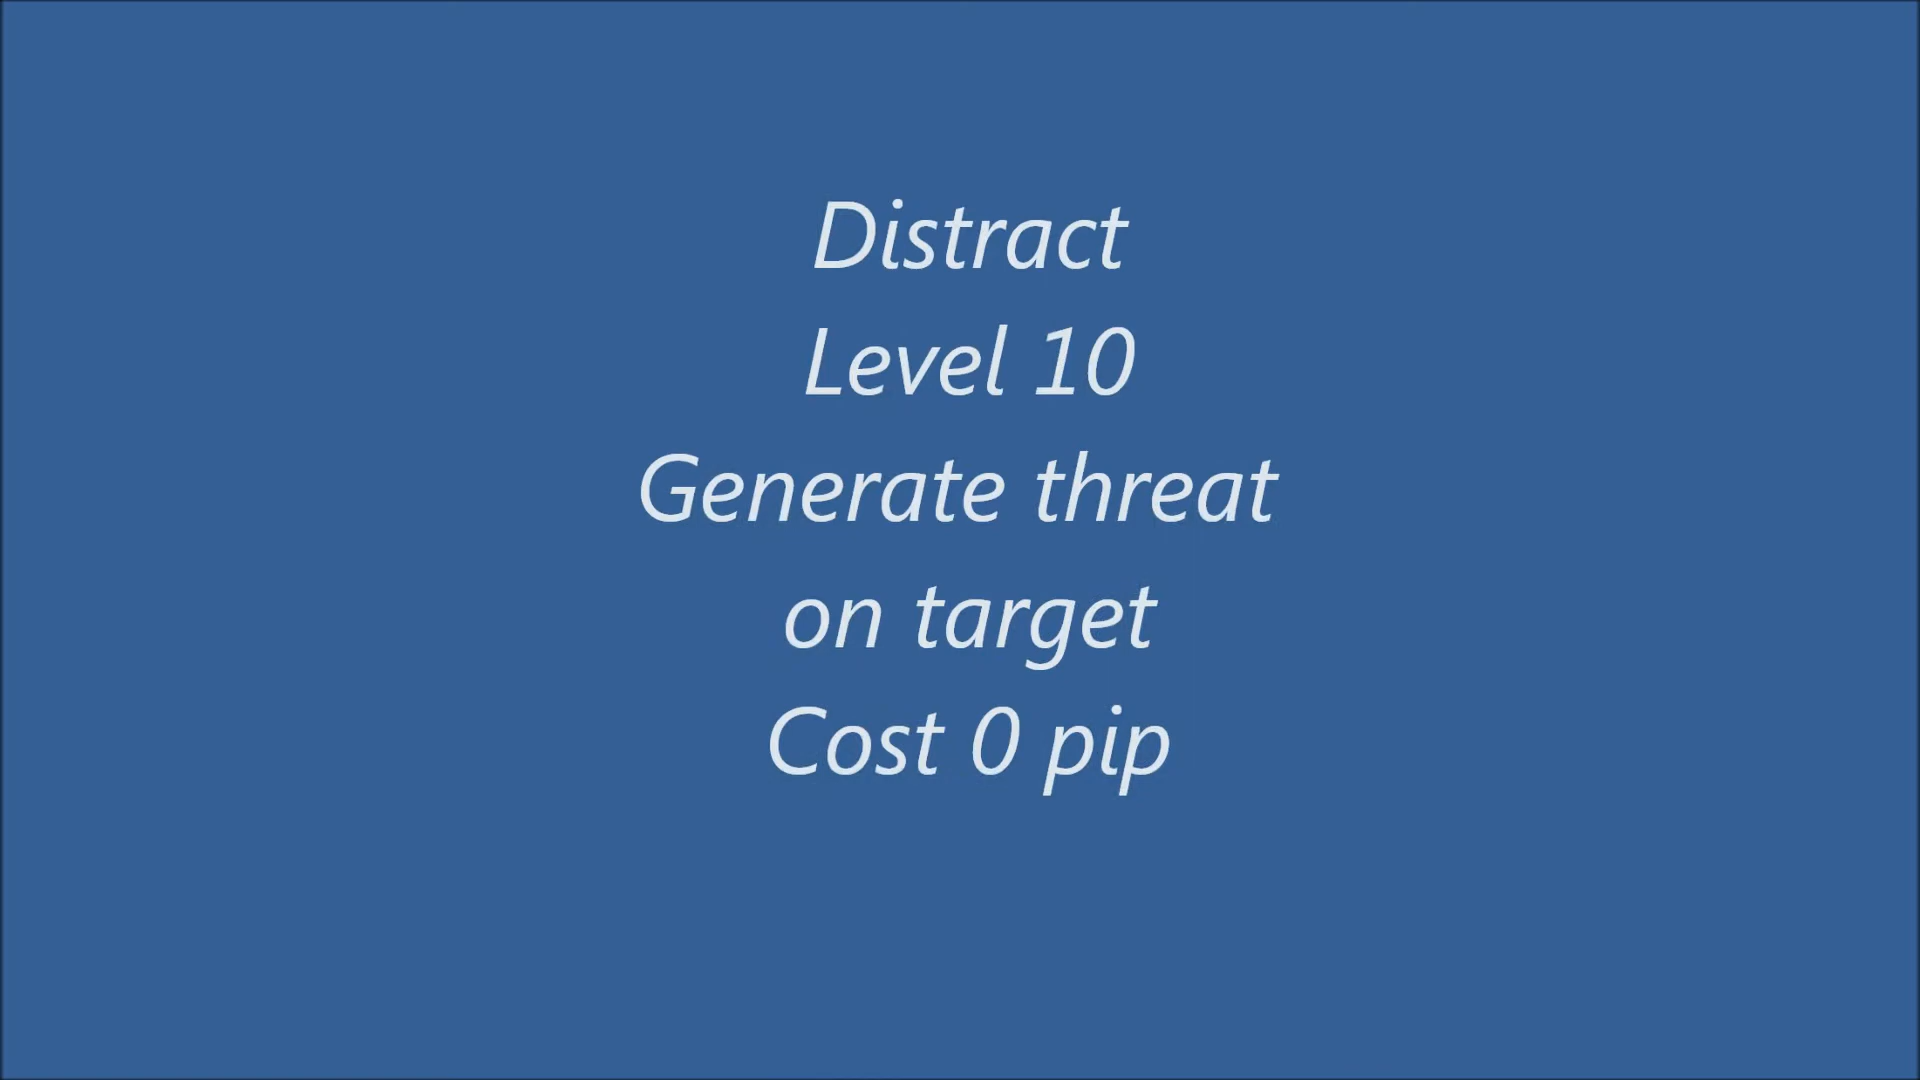 Distract
Level 10
Generate threat
on target
Cost 0 pip